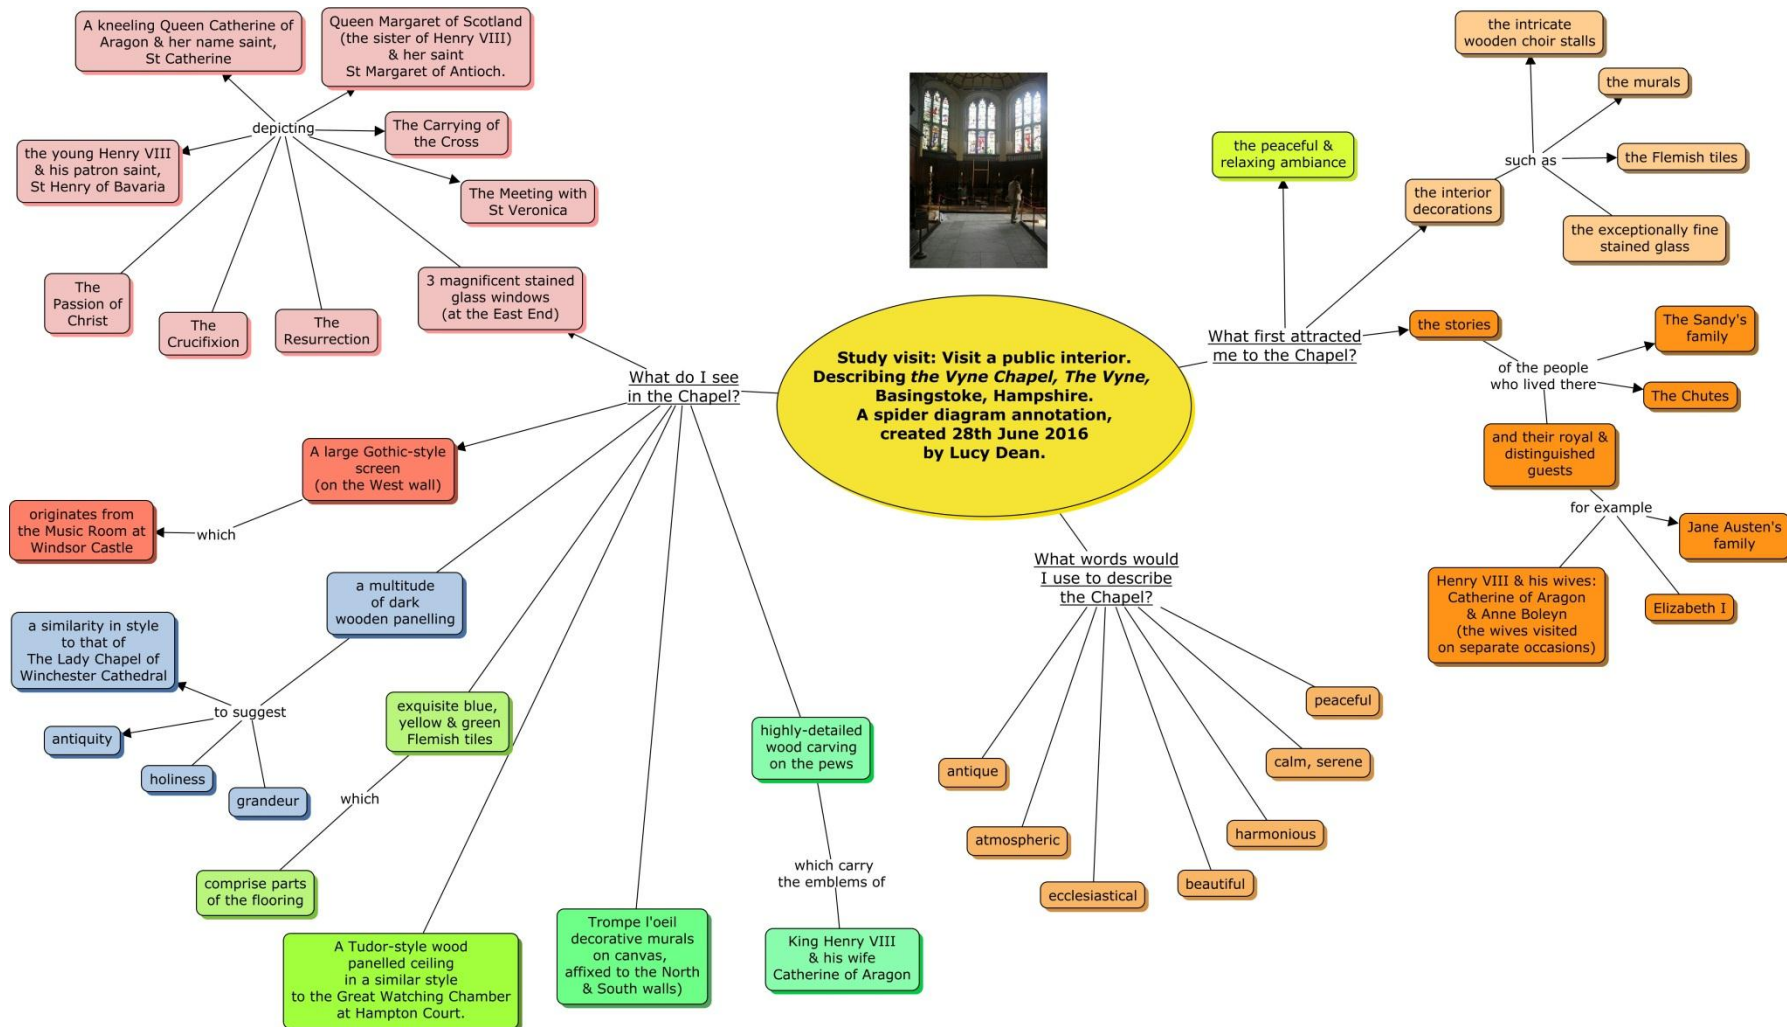 A kneeling Queen Catherine of
Aragon & her name saint,
St Catherine
Queen Margaret of Scotland
(the sister of Henry VIII)
& her saint
St Margaret of Antioch.
depicting
the young Henry VIII
& his patron saint,
St Henry of Bavaria
The Carrying of
the Cross
The Meeting with
St Veronica
The
Passion of
Christ
The
Crucifixion
The
Resurrection
3 magnificent stained
glass windows
(at the East End)
What do I see
in the Chapel?
Study visit: Visit a public interior.
Describing the Vyne Chapel, The Vyne,
Basingstoke, Hampshire.
A spider diagram annotation,
created 28th June 2016
by Lucy Dean.
What first attracted
me to the Chapel?
the peaceful &
relaxing ambiance
the interior
decorations
such as
the intricate
wooden choir stalls
the murals
the Flemish tiles
the exceptionally fine
stained glass
the stories
of the people
who lived there
The Sandy's
family
The Chutes
and their royal &
distinguished
guests
for example
Jane Austen's
family
Elizabeth I
Henry VIII & his wives:
Catherine of Aragon
& Anne Boleyn
(the wives visited
on separate occasions)
A large Gothic-style
screen
(on the West wall)
which
originates from
the Music Room at
Windsor Castle
a multitude
of dark
wooden panelling
to suggest
a similarity in style
to that of
The Lady Chapel of
Winchester Cathedral
antiquity
holiness
grandeur
exquisite blue,
yellow & green
Flemish tiles
which
comprise parts
of the flooring
A Tudor-style wood
panelled ceiling
in a similar style
to the Great Watching Chamber
at Hampton Court.
Trompe l'oeil
decorative murals
on canvas,
affixed to the North
& South walls)
highly-detailed
wood carving
on the pews
which carry
the emblems of
King Henry VIII
& his wife
Catherine of Aragon
What words would
I use to describe
the Chapel?
antique
atmospheric
ecclesiastical
beautiful
harmonious
calm, serene
peaceful